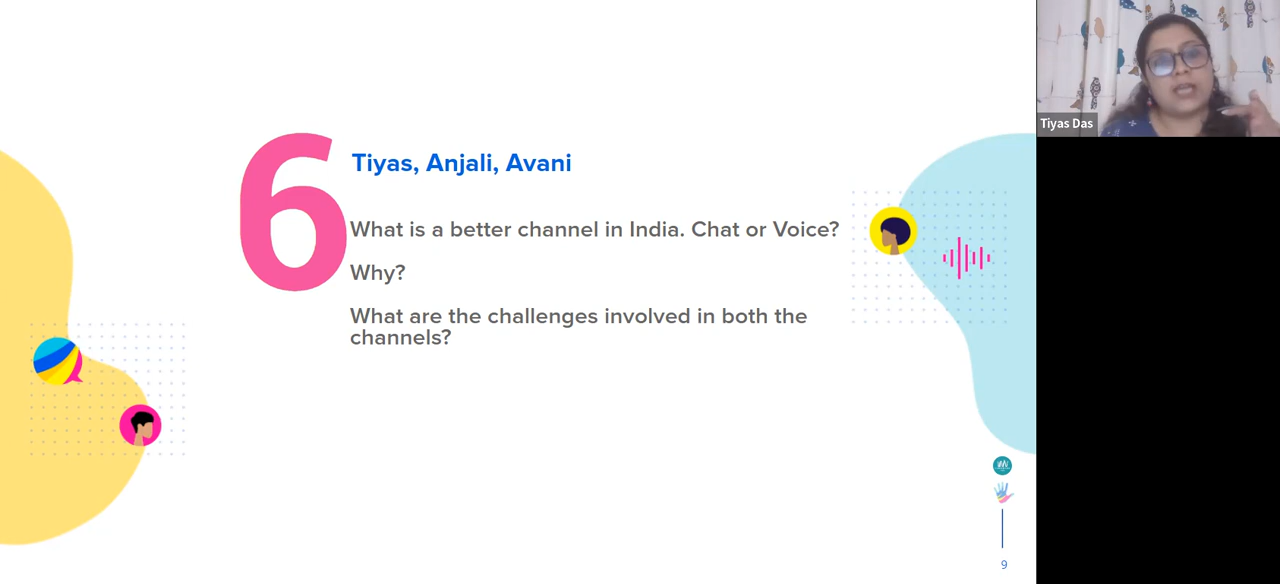 6
Tiyas, Anjali, Avani
What is a better channel in India. Chat or Voice?
Why?
What are the challenges involved in both the
channels?
Tiyas Das
9